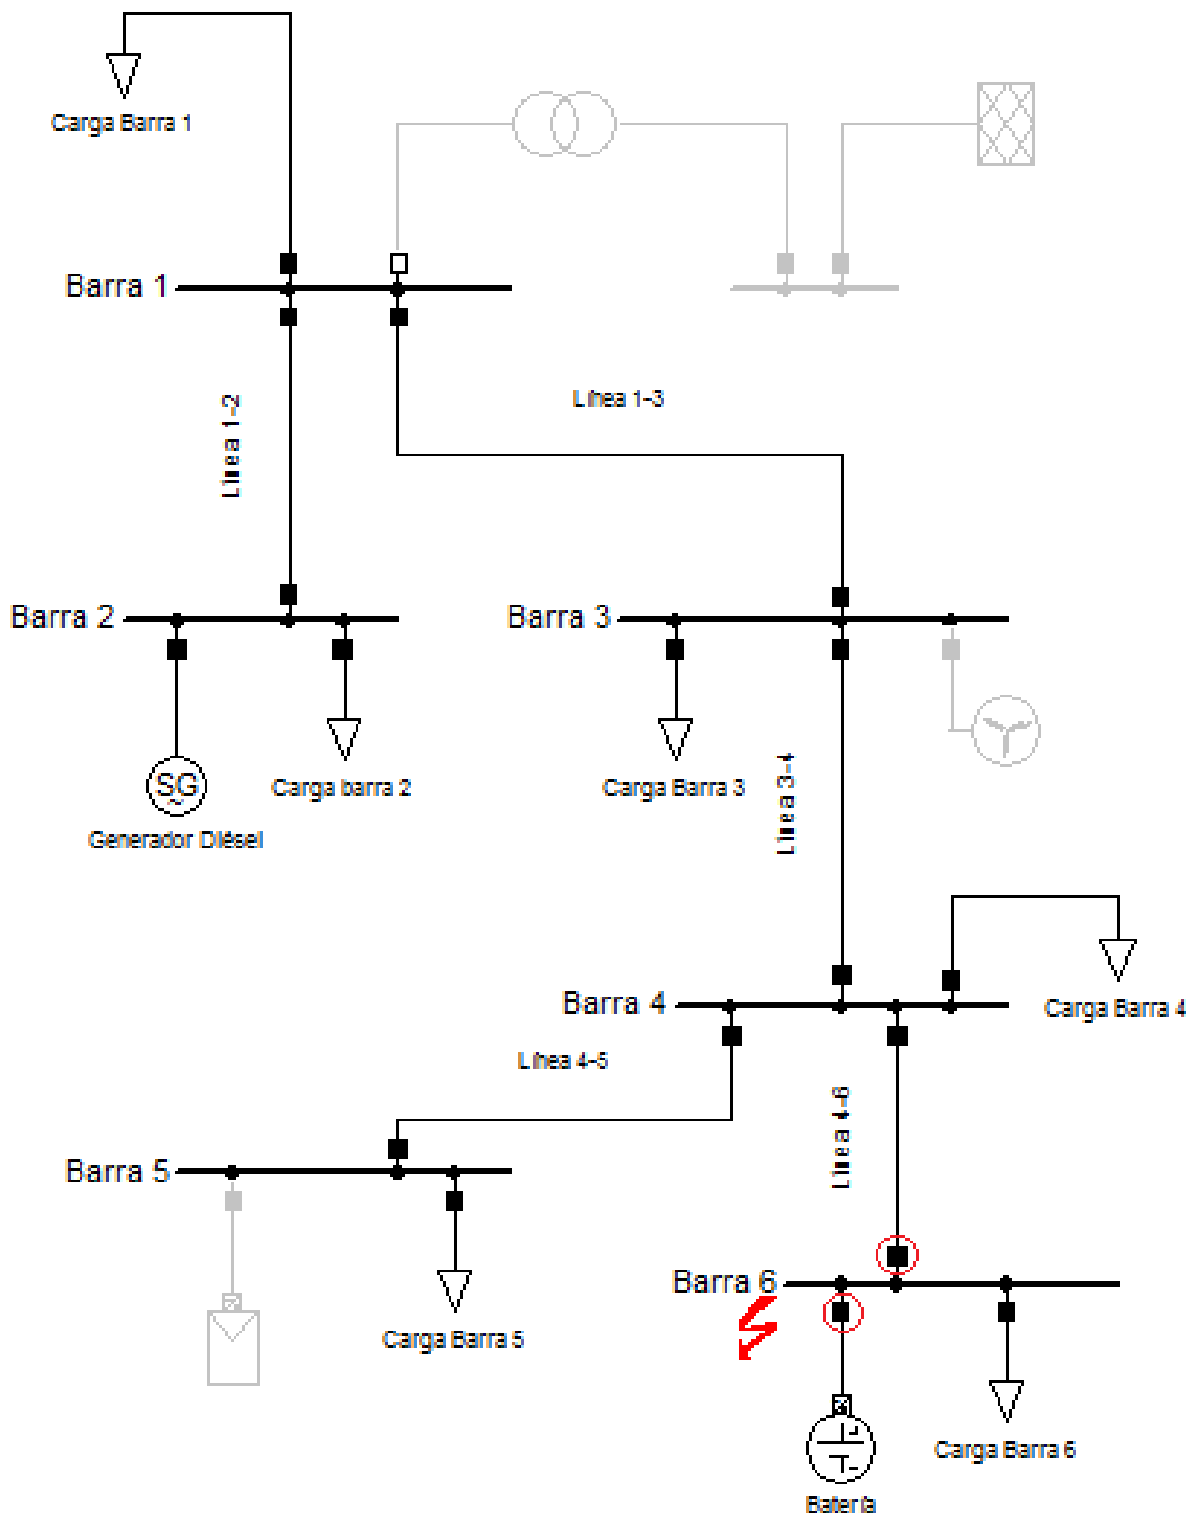 Carga Barra 1
Barra 1
Línea 1-2
Línea 1-3
Barra 2
Barra 3
SG
~
Generador Diésel
Carga barra 2
Carga Barra 3
Línea 3-4
Barra 4
Carga Barra 4
Línea 4-5
Línea 4-6
Barra 5
Barra 6
Carga Barra 5
Carga Barra 6
Batería